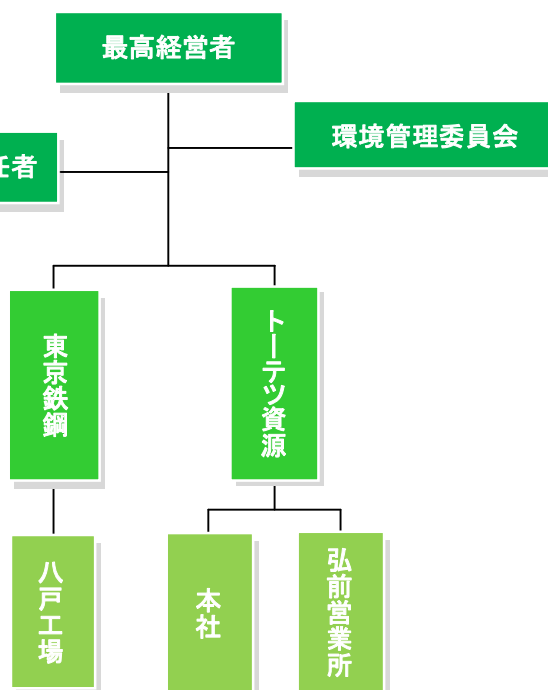 最高経営者
環境管理委員会
任者
東京鉄鋼
トーテツ資源
八戸工場
本社
弘前営業所